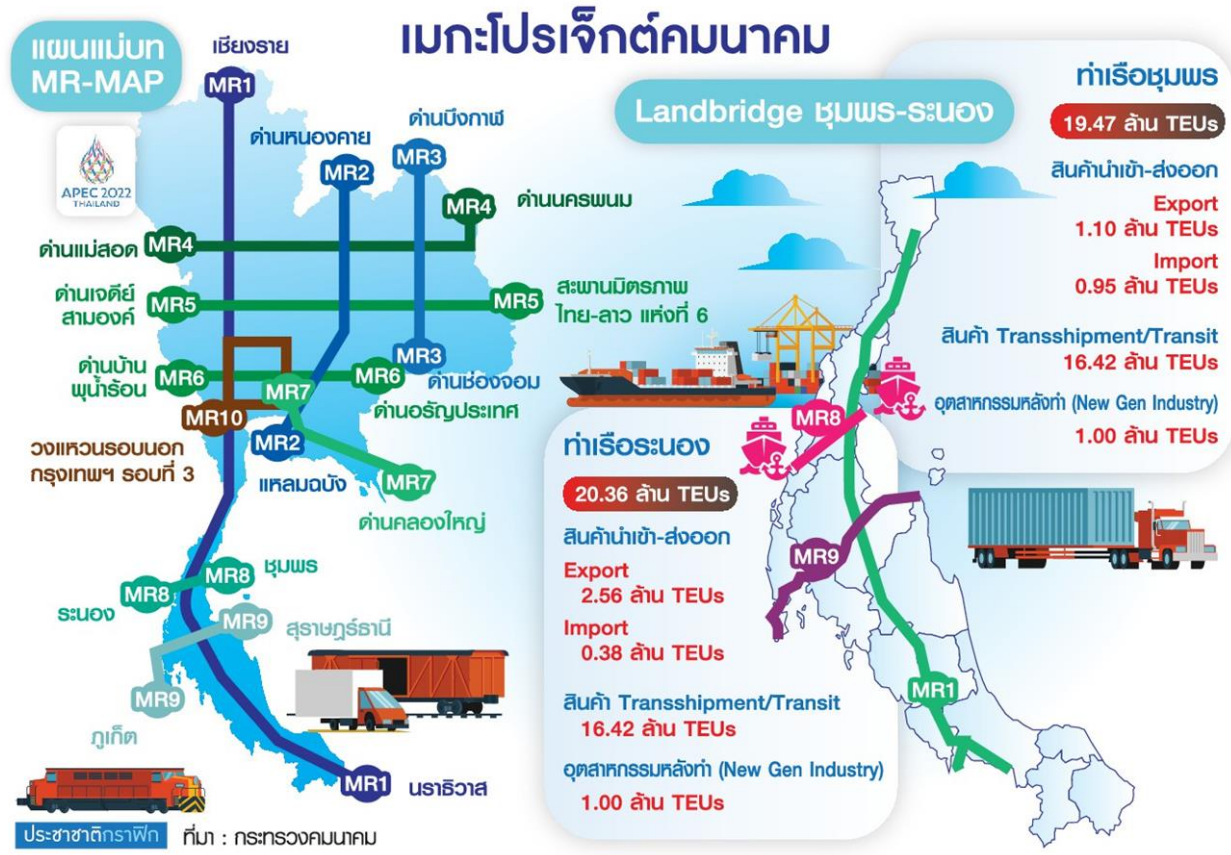 เมกะโปรเจ็กต์คมนาคม
แผนแม่บท
MR-MAP
APEC 2022
THAILAND
เชียงราย
MR1
ด่านหนองคาย
MR2
ด่านบึงกาฬ
MR3
MR4
ด่านนครพนม
ด่านแม่สอด
MR4
ด่านเจดีย์
สามองค์
MR5
MR5
สะพานมิตรภาพ
ไทย-ลาว แห่งที่ 6
ด่านบ้าน
พุน้ำร้อน
MR6
MR6
ด่านอรัญประเทศ
MR3
ด่านช่องจอม
MR7
MR10
วงแหวนรอบนอก
กรุงเทพฯ รอบที่ 3
MR2
แหลมฉบัง
MR7
ด่านคลองใหญ่
MR8
ชุมพร
MR8
ระนอง
MR9
สุราษฎร์ธานี
MR9
ภูเก็ต
MR1
นราธิวาส
Landbridge ชุมพร-ระนอง
ท่าเรือชุมพร
19.47 ล้าน TEUs
สินค้านำเข้า-ส่งออก
Export
1.10 ล้าน TEUs
Import
0.95 ล้าน TEUs
สินค้า Transshipment/Transit
16.42 ล้าน TEUs
อุตสาหกรรมหลังท่า (New Gen Industry)
1.00 ล้าน TEUs
ท่าเรือระนอง
20.36 ล้าน TEUs
สินค้านำเข้า-ส่งออก
Export
2.56 ล้าน TEUs
Import
0.38 ล้าน TEUs
สินค้า Transshipment/Transit
16.42 ล้าน TEUs
อุตสาหกรรมหลังท่า (New Gen Industry)
1.00 ล้าน TEUs
MR8
MR9
MR1
ประชาชาติกราฟิก
ที่มา : กระทรวงคมนาคม